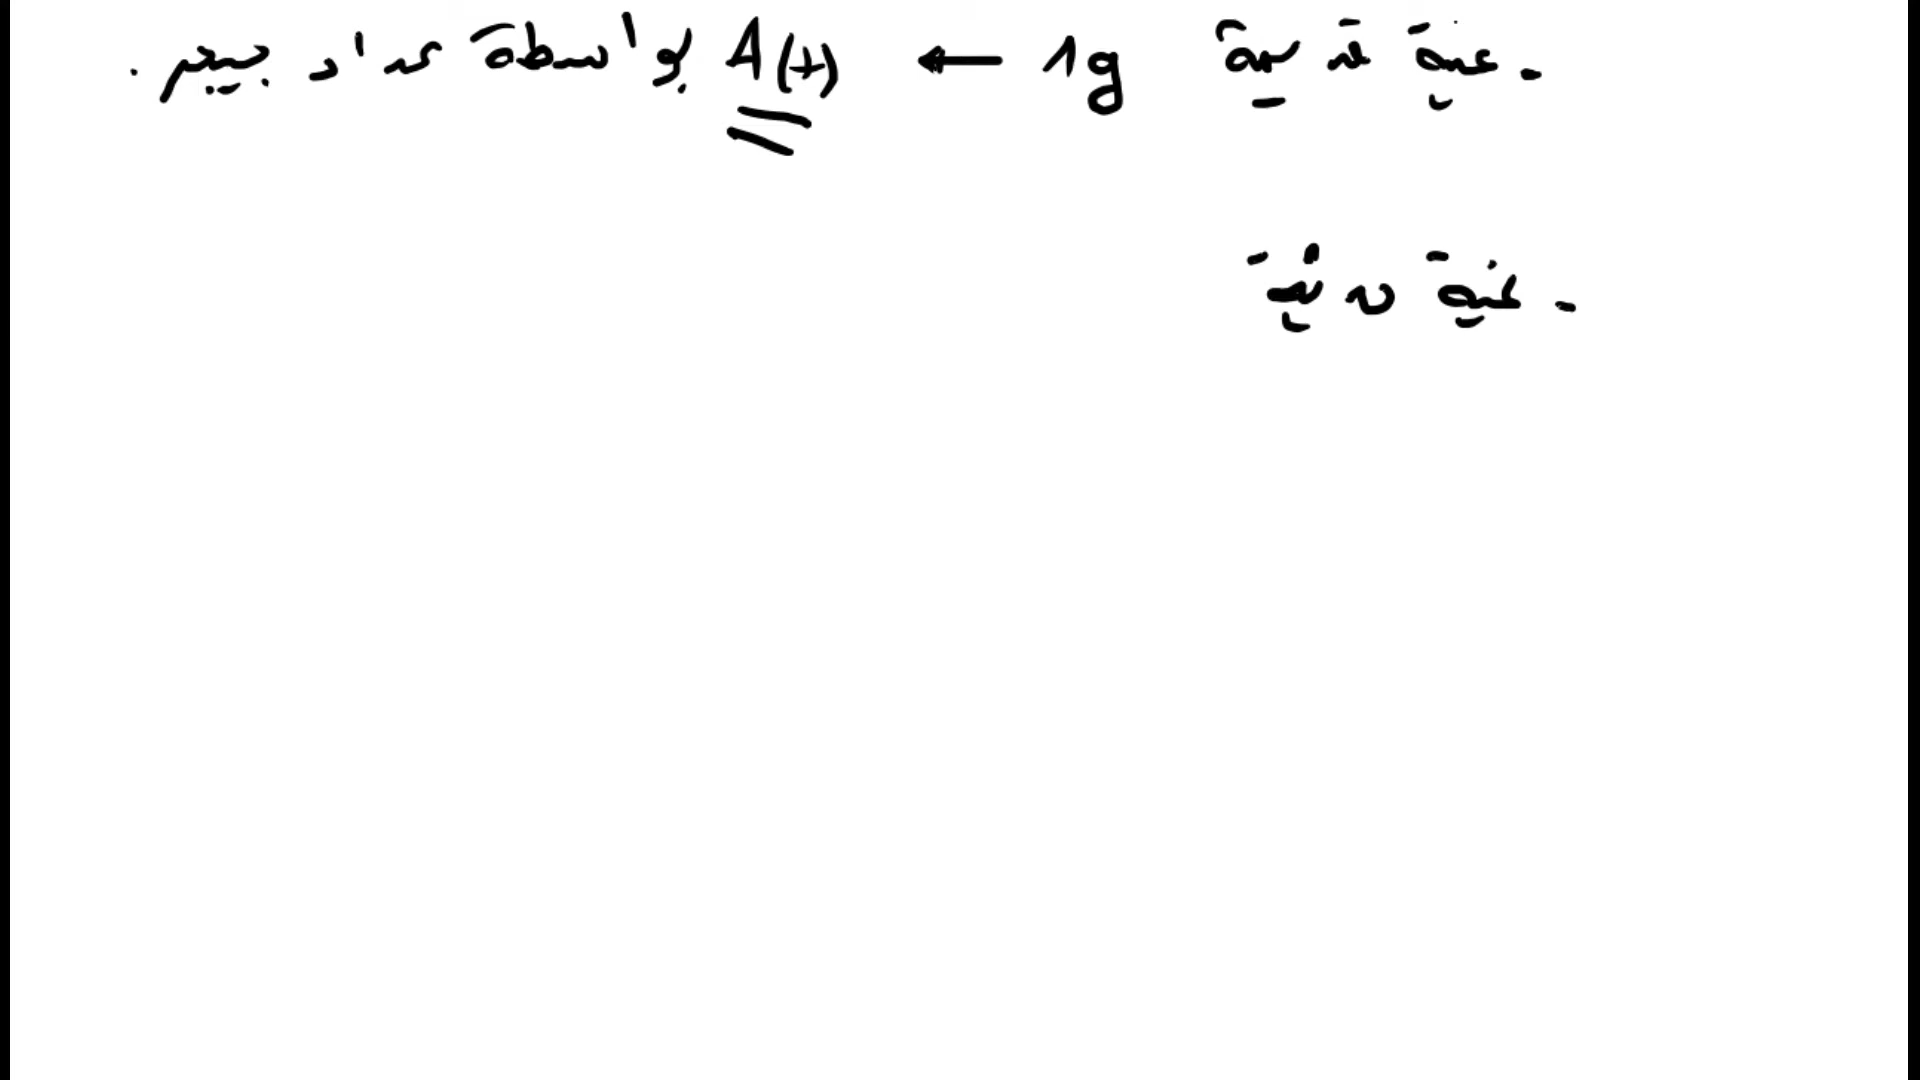 - عينة قديمة 1g ← A(t) بواسطة عداد جيجر .
- عينة حديثة